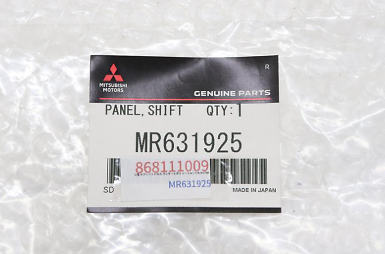 R
MITSUBISHI
MOTORS
GENUINE PARTS
PANEL,SHIFT QTY:1
MR631925
868111009
SD
MR631925
MADE IN JAPAN